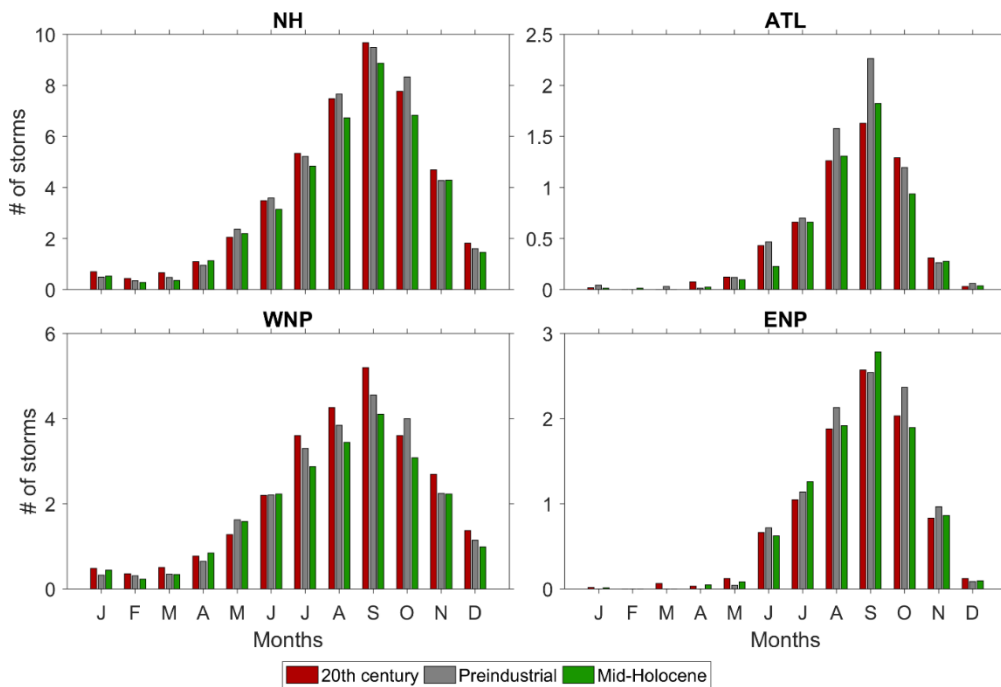 NH
10
8
6
4
2
0
# of storms
ATL
2.5
2
1.5
1
0.5
0
WNP
6
4
2
0
# of storms
J F M A M J J A S O N D
Months
ENP
3
2
1
0
J F M A M J J A S O N D
Months
20th century Preindustrial Mid-Holocene